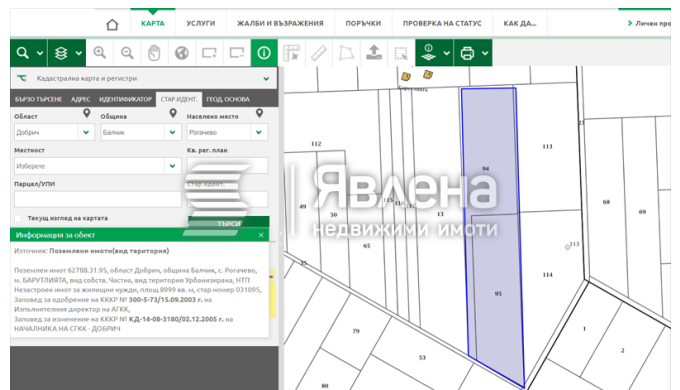 КАРТА УСЛУГИ ЖАЛБИ И ВЪЗРАЖЕНИЯ ПОРЪЧКИ ПРОВЕРКА НА СТАТУС КАК ДА... > Личен про
Кадастрална карта и регистри
БЪРЗО ТЪРСЕНЕ АДРЕС ИДЕНТИФИКАТОР СТАР ИДЕНТ. ГЕОД. ОСНОВА
Област Община Населено място
Добрич Балчик Рогачево
Местност Кв. рег. план
Изберете
Парцел/УПИ Стар идент.
Текущ изглед на картата ТЪРСИ
Информация за обект ×
Източник: Поземлени имоти(вид територия)
Поземлен имот 62788.31.95, област Добрич, община Балчик, с. Рогачево,
м. БАРУТЛИЯТА, вид собств. Частна, вид територия Урбанизирана, НТП
Незастроен имот за жилищни нужди, площ 8999 кв. м, стар номер 031095,
Заповед за одобрение на КККР № 300-5-73/15.09.2003 г. на
Изпълнителния директор на АГКК,
Заповед за изменение на КККР № КД-14-08-3180/02.12.2005 г. на
НАЧАЛНИКА НА СГКК - ДОБРИЧ
Явлена
недвижими имоти
112
113
94
49
50
115
13
68
69
65
113
35
114
95
79
53
80
1
2
27